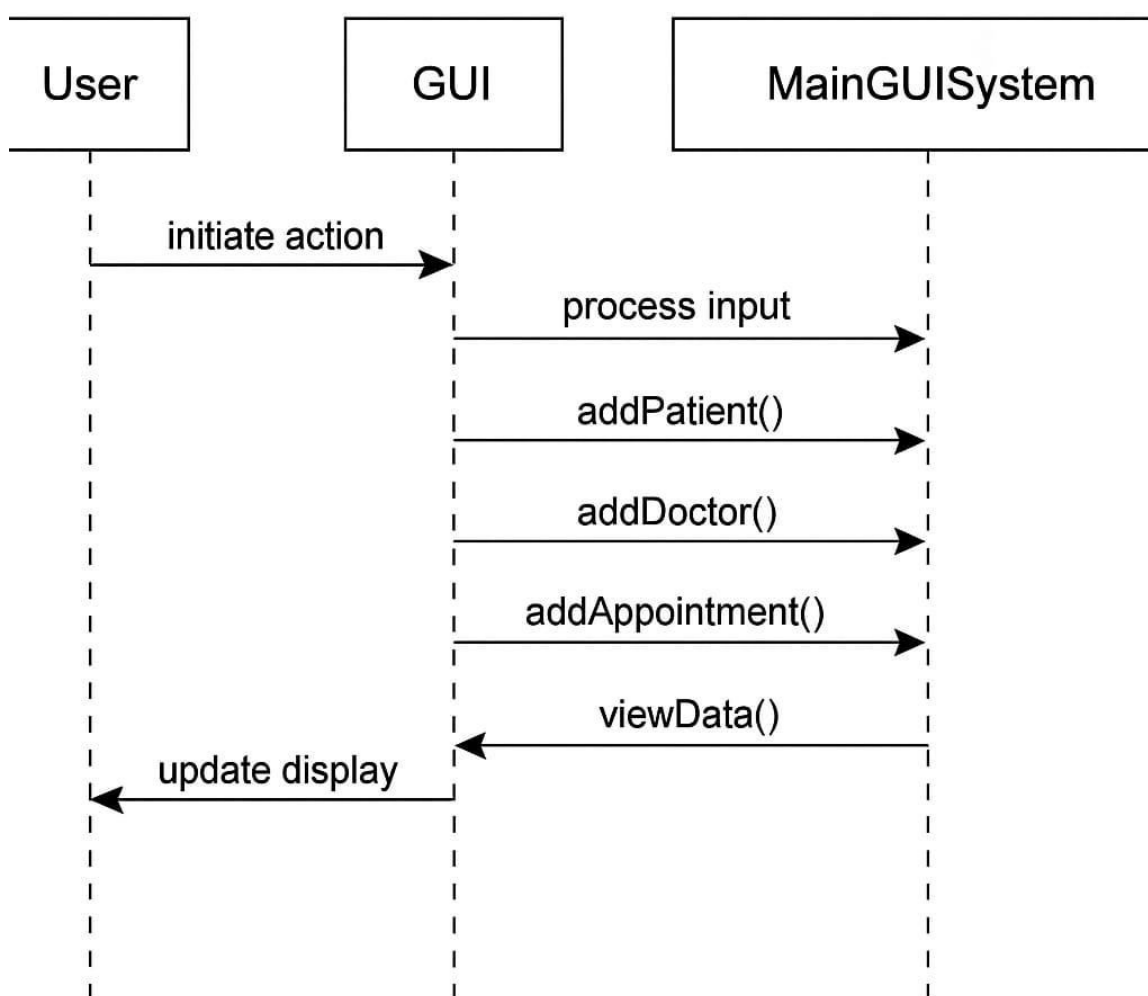 User
GUI
MainGUISystem
initiate action
process input
addPatient()
addDoctor()
addAppointment()
viewData()
update display